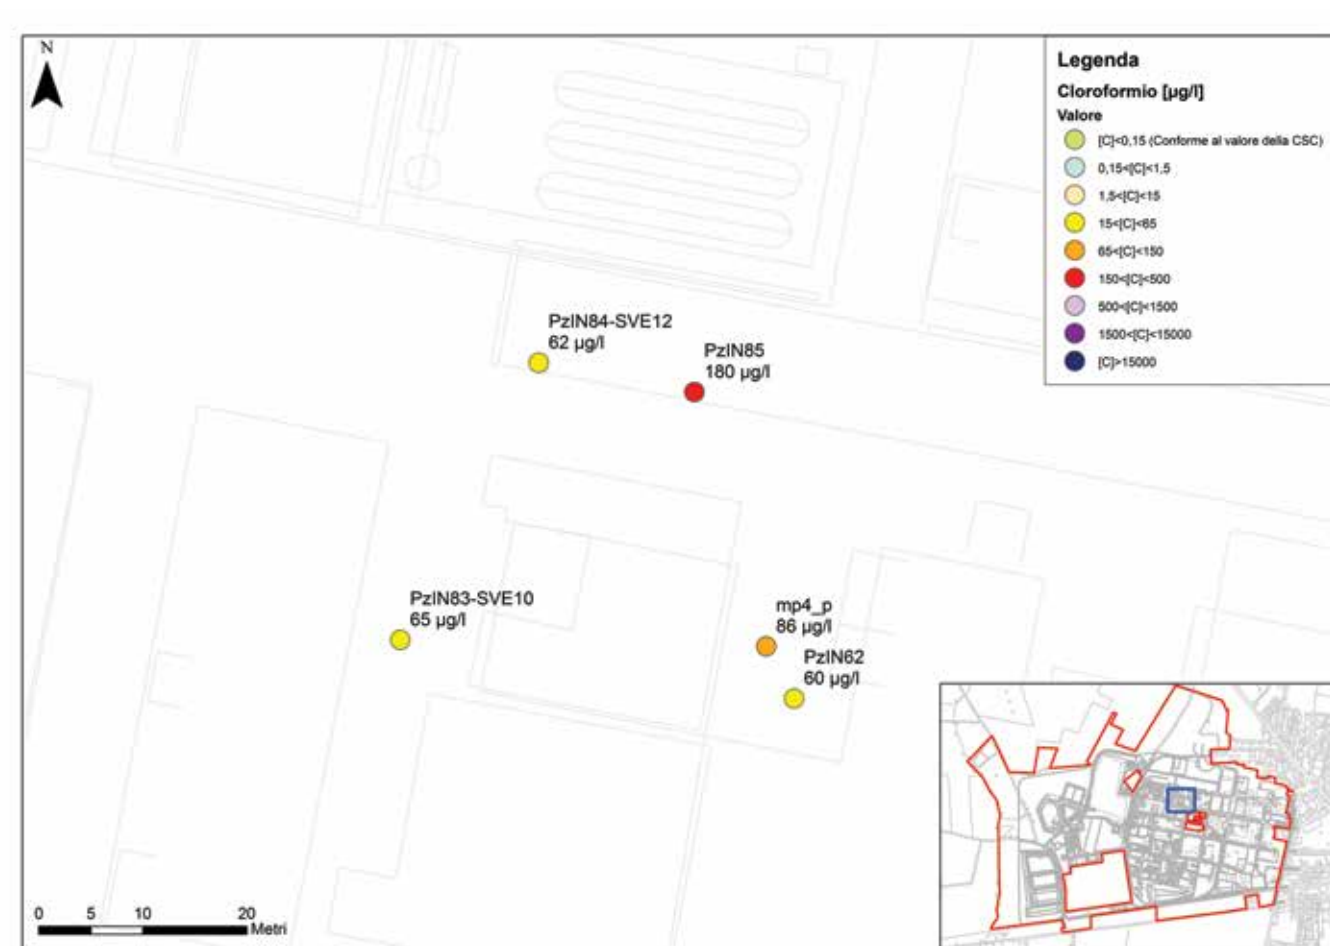 N
Legenda
Cloroformio [µg/l]
Valore
[C]<0,15 (Conforme al valore della CSC)
0,15<[C]<1,5
1,5<[C]<15
15<[C]<65
65<[C]<150
150<[C]<500
500<[C]<1500
1500<[C]<15000
[C]>15000
PzIN84-SVE12
62 µg/l
PzIN85
180 µg/l
PzIN83-SVE10
65 µg/l
mp4_p
86 µg/l
PzIN62
60 µg/l
0 5 10 20
Metri